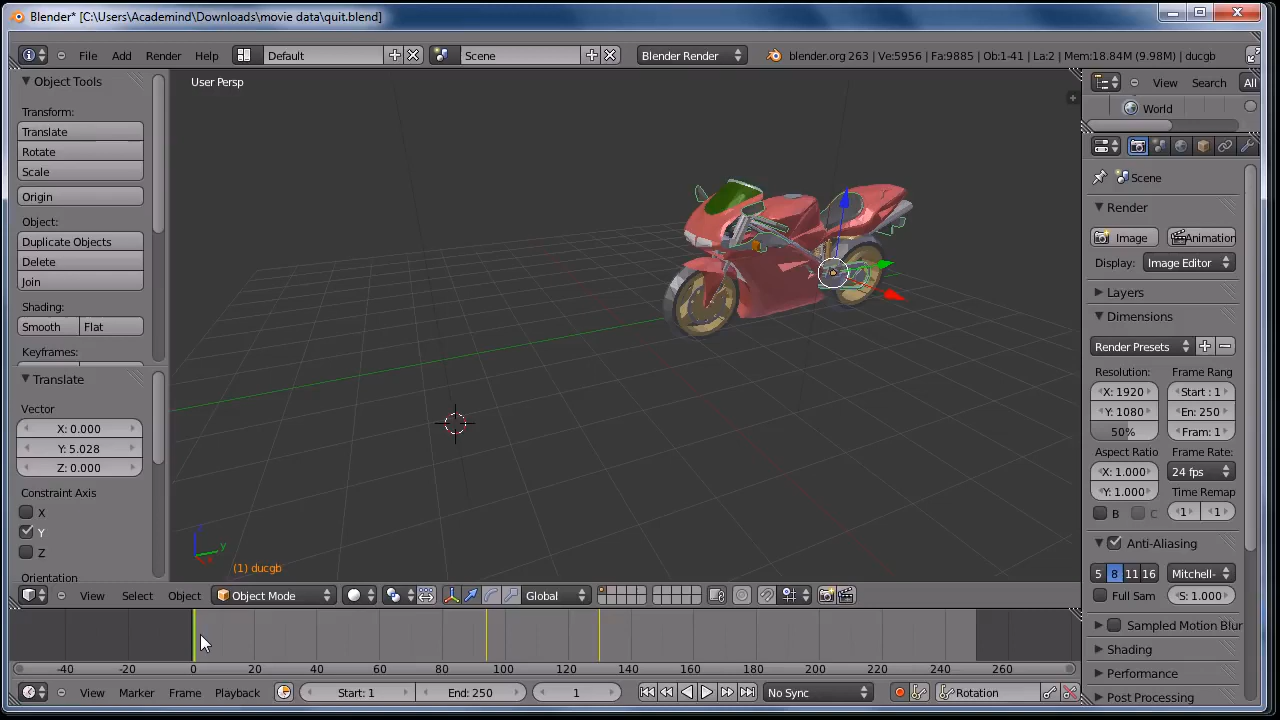 Blender* [C:\Users\Academind\Downloads\movie data\quit.blend]
File Add Render Help Default Scene Blender Render blender.org 263 | Ve:5956 | Fa:9885 | Ob:1-41 | La:2 | Mem:18.84M (9.98M) | ducgb
Object Tools
Transform:
Translate
Rotate
Scale
Origin
Object:
Duplicate Objects
Delete
Join
Shading:
Smooth Flat
Keyframes:
Translate
Vector
X: 0.000
Y: 5.028
Z: 0.000
Constraint Axis
X
Y
Z
Orientation
User Persp
z
y
(1) ducgb
View Search All
World
Scene
Render
Image Animation
Display: Image Editor
Layers
Dimensions
Render Presets
Resolution: Frame Rang
X: 1920 Start : 1
Y: 1080 En: 250
50% Fram: 1
Aspect Ratio Frame Rate:
X: 1.000 24 fps
Y: 1.000 Time Remap
B C 1 1
Anti-Aliasing
5 8 11 16 Mitchell-
Full Sam S: 1.000
Sampled Motion Blur
Shading
Performance
Post Processing
View Select Object Object Mode Global
-40 -20 0 20 40 60 80 100 120 140 160 180 200 220 240 260
View Marker Frame Playback Start: 1 End: 250 1 No Sync Rotation